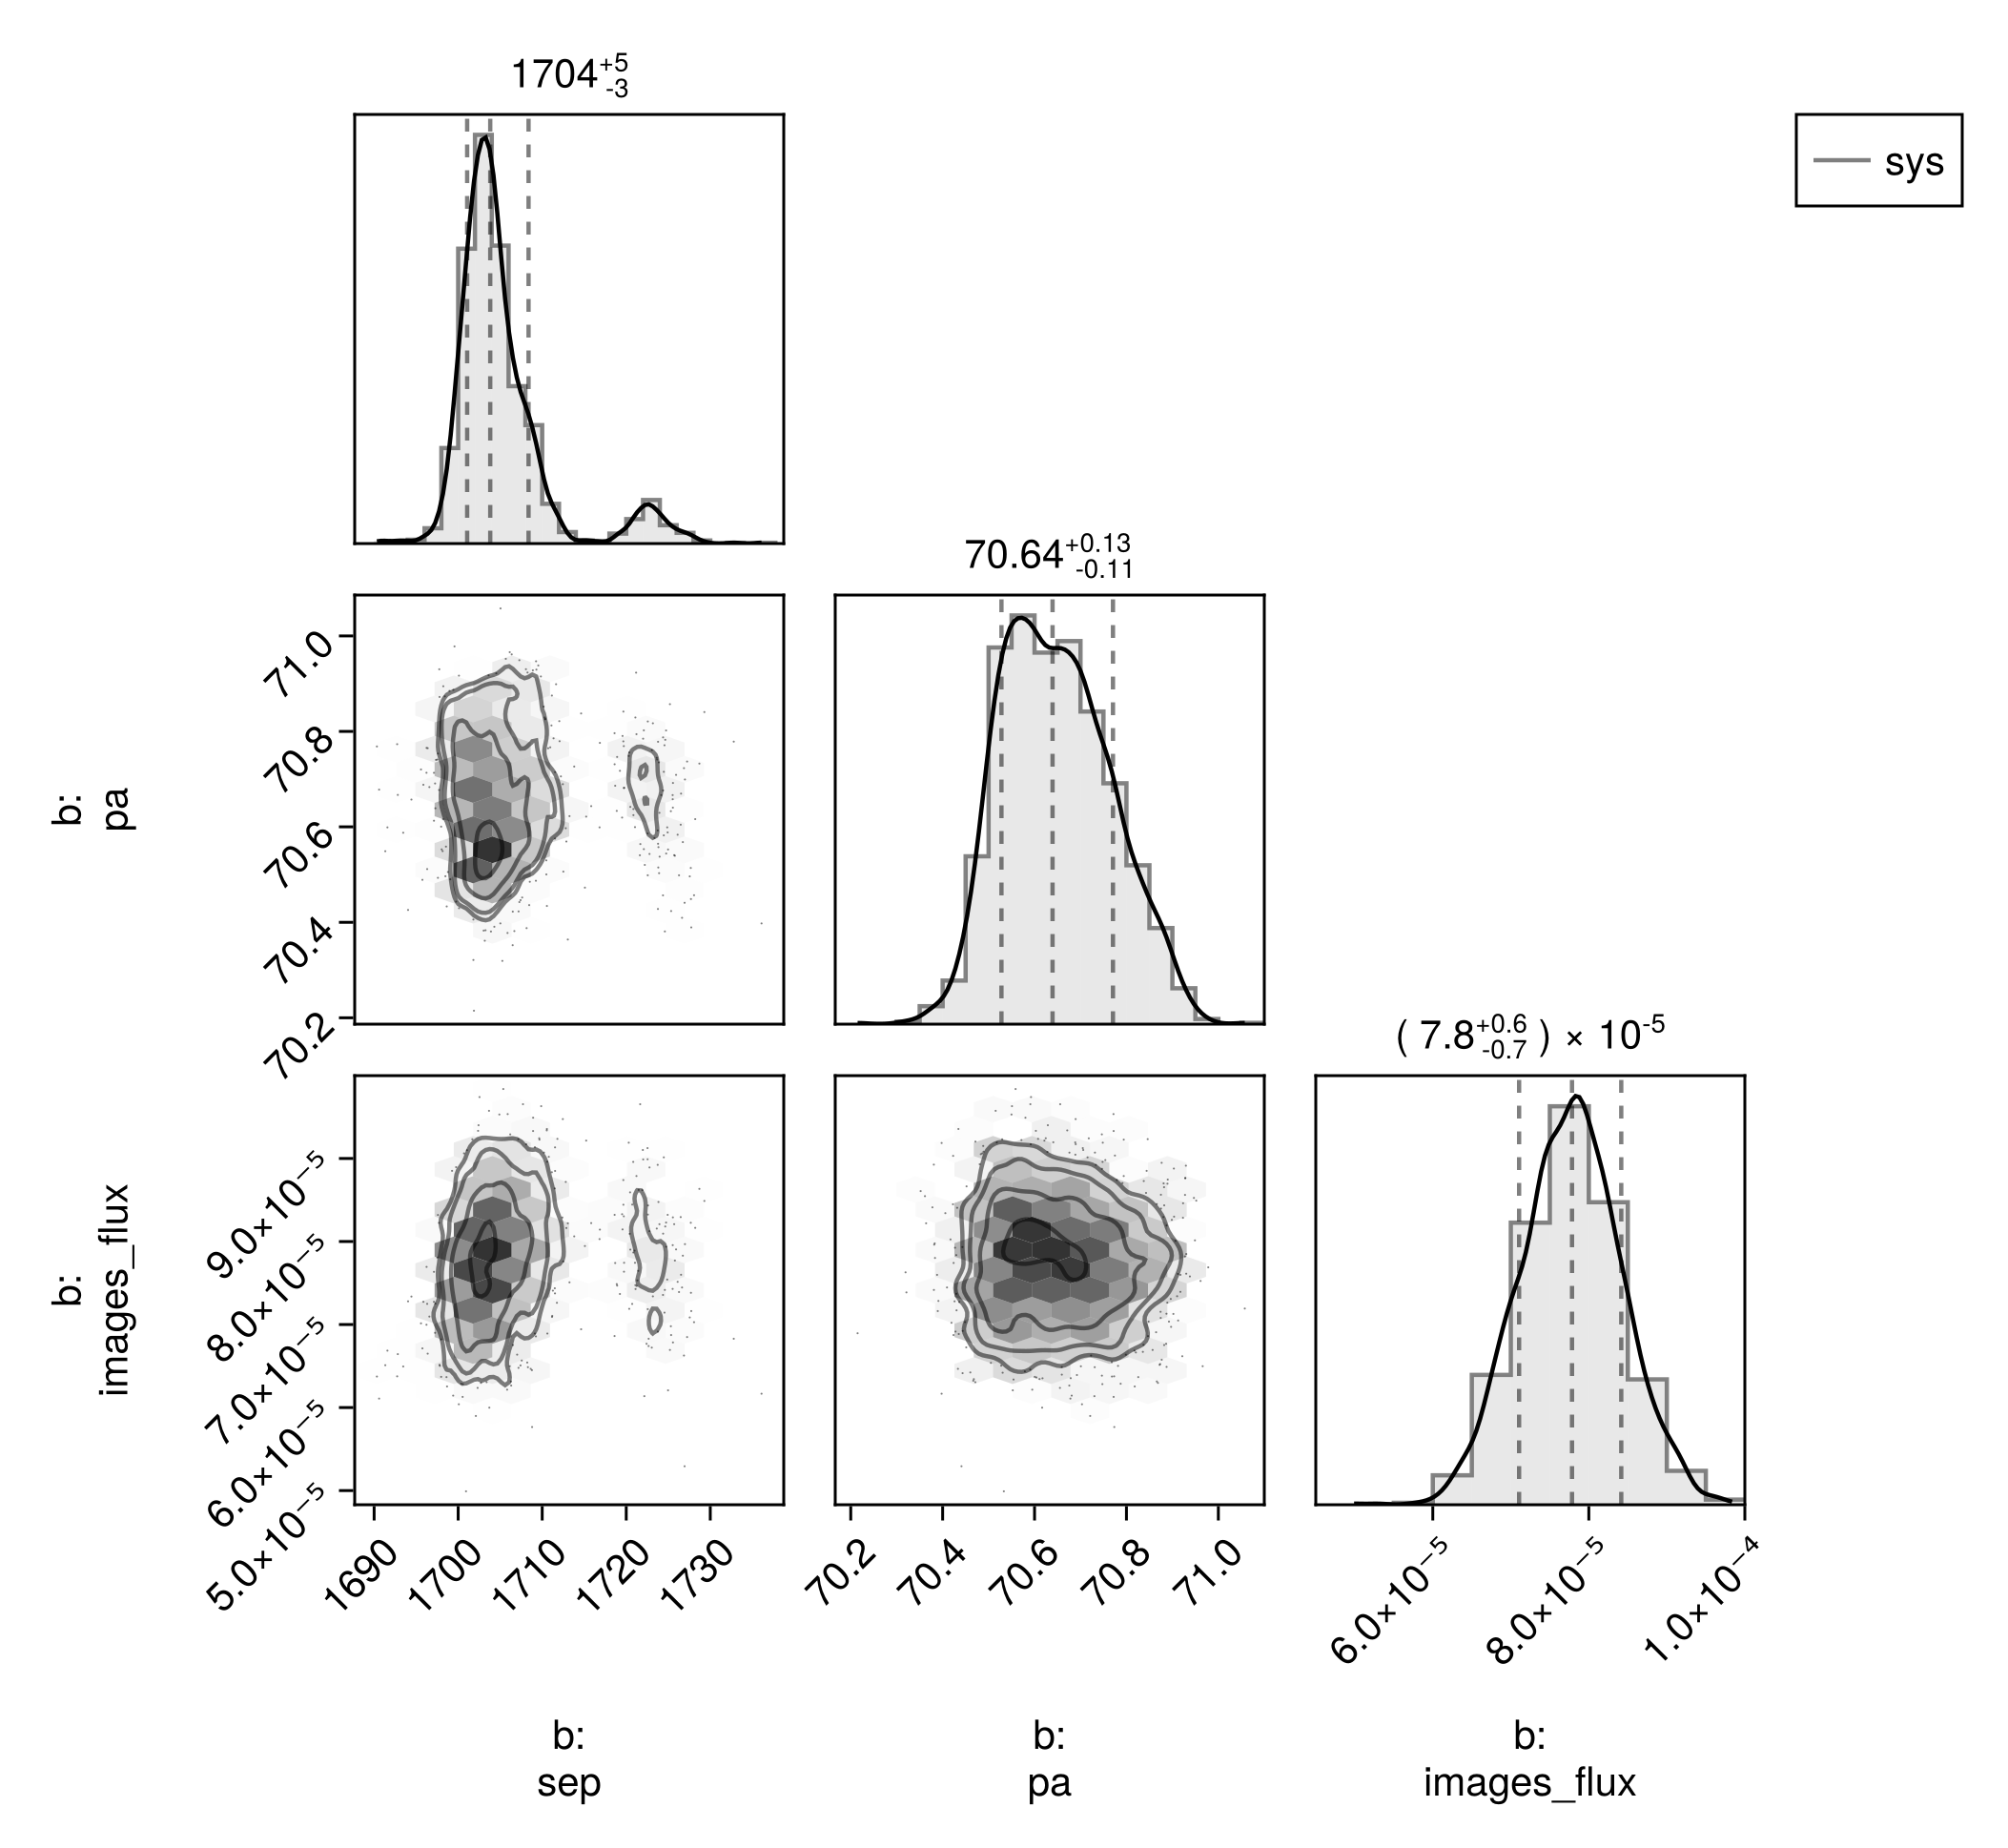 1704+5-3
sys
70.64+0.13-0.11
71.0
70.8
70.6
70.4
70.2
b:
pa
( 7.8+0.6-0.7 ) × 10-5
9.0×10−5
8.0×10−5
7.0×10−5
6.0×10−5
5.0×10−5
b:
images_flux
1690 1700 1710 1720 1730
70.2 70.4 70.6 70.8 71.0
6.0×10−5 8.0×10−5 1.0×10−4
b:
sep
b:
pa
b:
images_flux